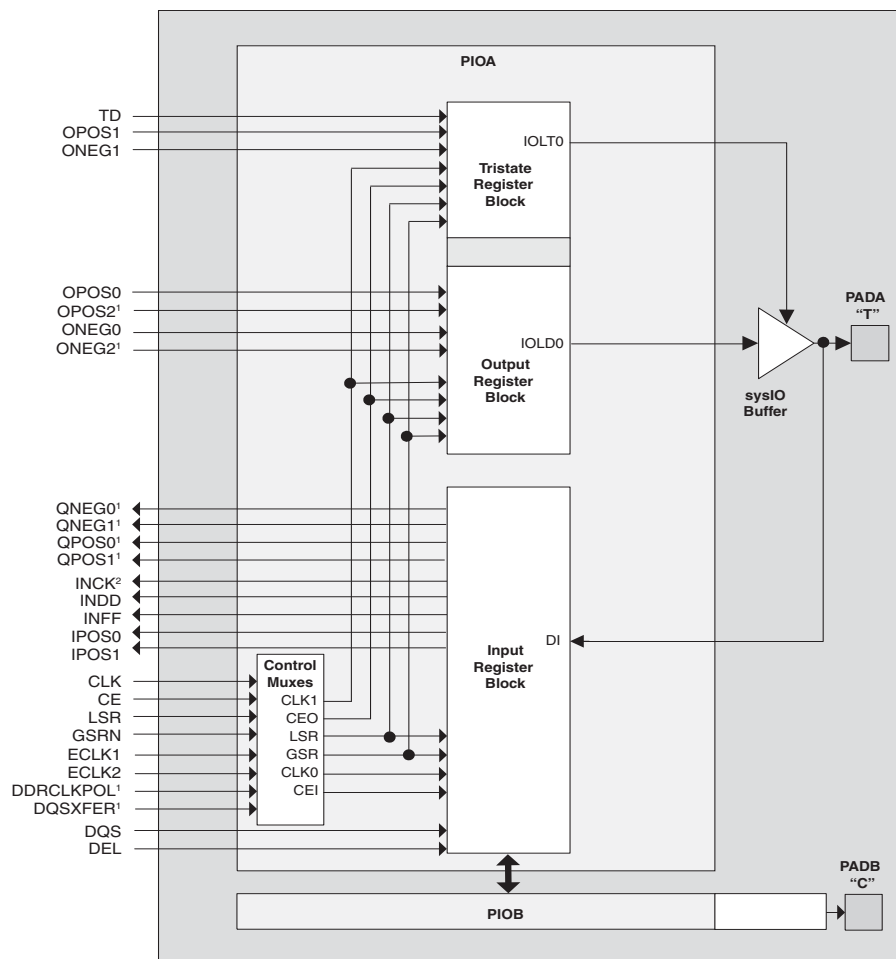 PIOA
TD
OPOS1
ONEG1
IOLT0
Tristate
Register
Block
OPOS0
OPOS2¹
ONEG0
ONEG2¹
IOLD0
Output
Register
Block
PADA
“T”
sysIO
Buffer
QNEG0¹
QNEG1¹
QPOS0¹
QPOS1¹
INCK²
INDD
INFF
IPOS0
IPOS1
DI
Input
Register
Block
Control
Muxes
CLK
CE
LSR
GSRN
ECLK1
ECLK2
DDRCLKPOL¹
DQSXFER¹
CLK1
CEO
LSR
GSR
CLK0
CEI
DQS
DEL
PADB
“C”
PIOB